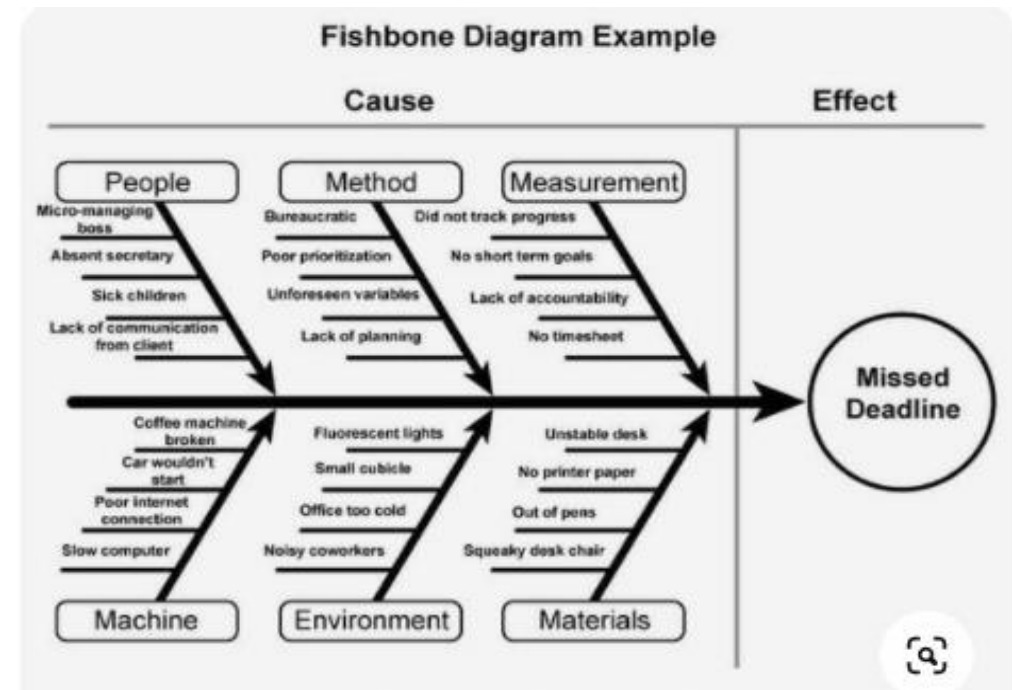 Fishbone Diagram Example
Cause
Effect
People
Method
Measurement
Micro-managing
boss
Absent secretary
Sick children
Lack of communication
from client
Bureaucratic
Poor prioritization
Unforeseen variables
Lack of planning
Did not track progress
No short term goals
Lack of accountability
No timesheet
Missed
Deadline
Coffee machine
broken
Car wouldn't
start
Poor internet
connection
Slow computer
Fluorescent lights
Small cubicle
Office too cold
Noisy coworkers
Unstable desk
No printer paper
Out of pens
Squeaky desk chair
Machine
Environment
Materials